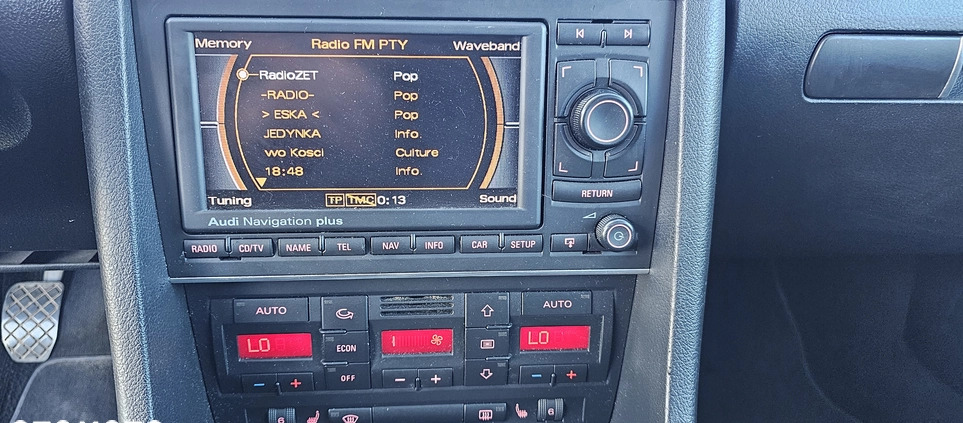 Memory Radio FM PTY Waveband
RadioZET Pop
-RADIO- Pop
> ESKA < Pop
JEDYNKA Info.
wo Kosci Culture
18:48 Info.
Tuning TP TMC 0:13 Sound
Audi Navigation plus
RETURN
RADIO CD/TV NAME TEL NAV INFO CAR SETUP
AUTO AUTO
LO ECON 1 LO
- + OFF - + - +
6 6